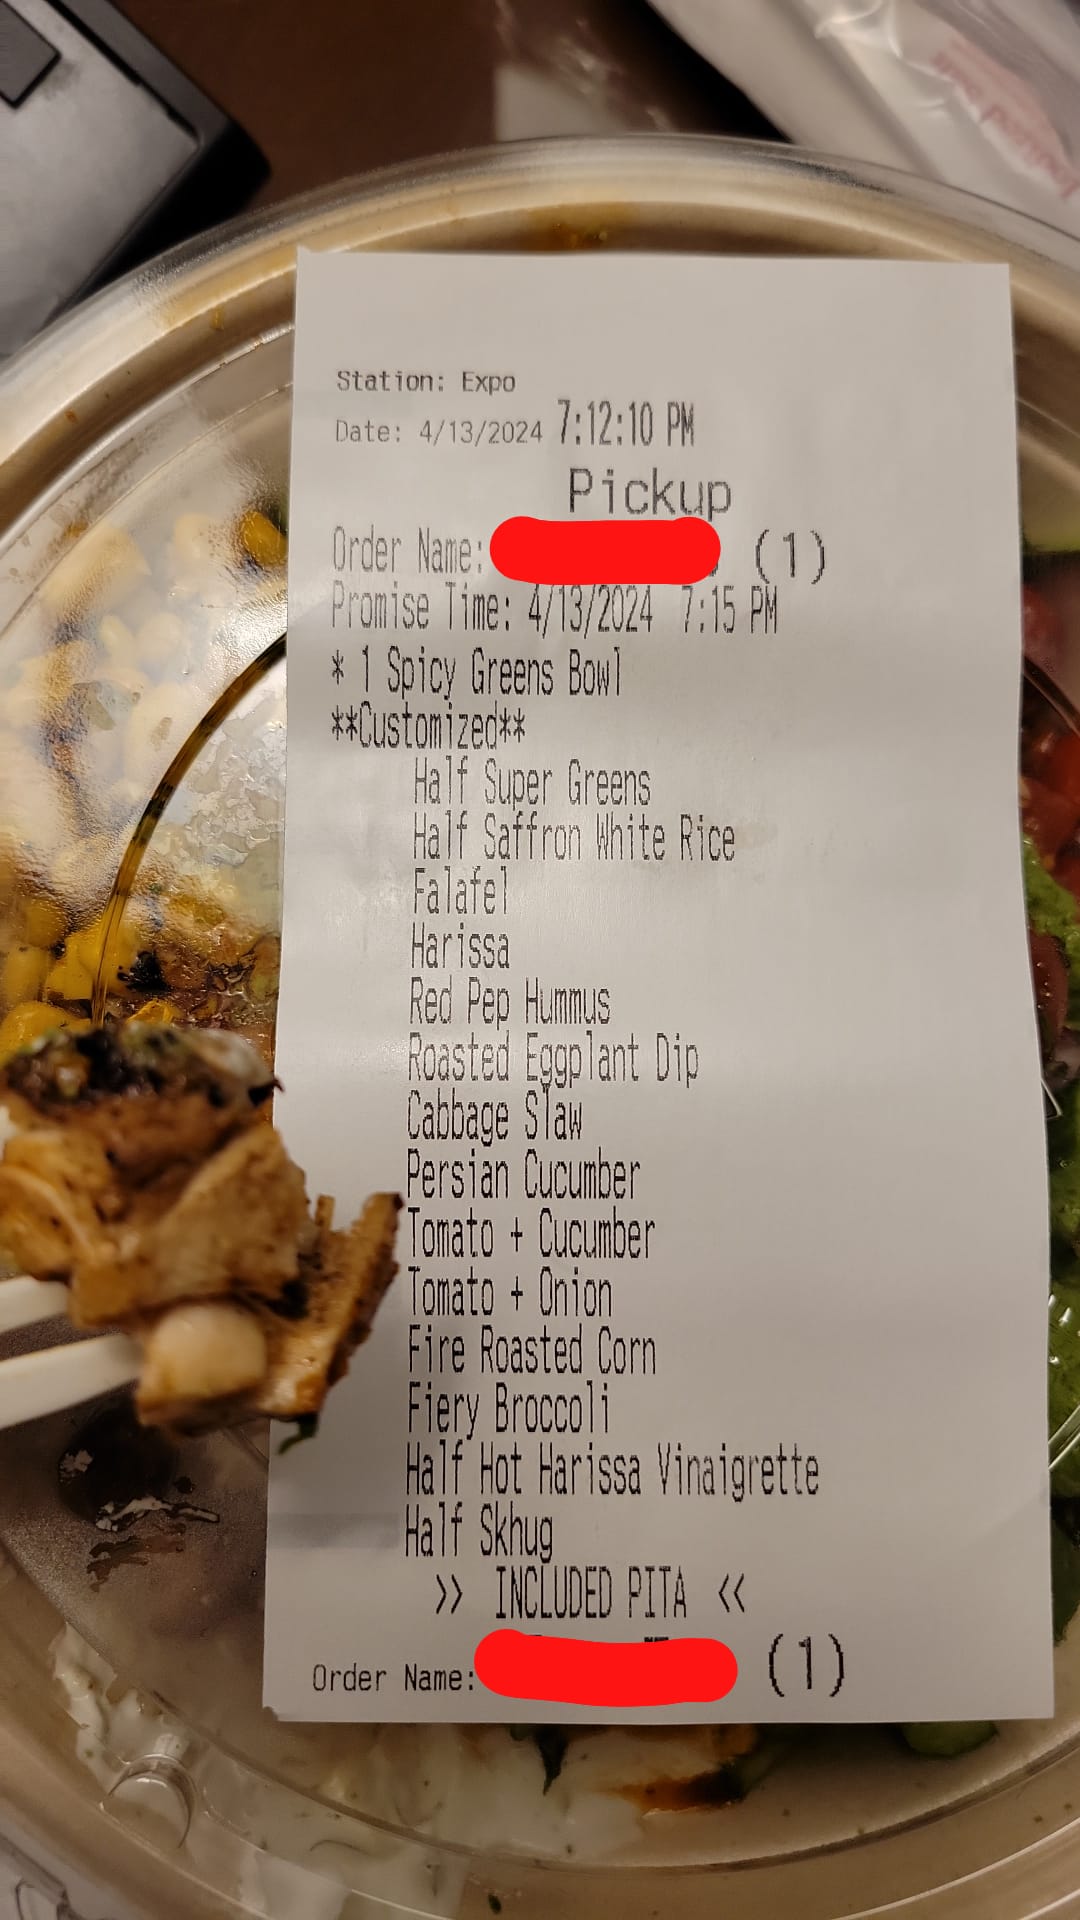 Station: Expo
Date: 4/13/2024 7:12:10 PM
Pickup
Order Name: (1)
Promise Time: 4/13/2024 7:15 PM
* 1 Spicy Greens Bowl
**Customized**
Half Super Greens
Half Saffron White Rice
Falafel
Harissa
Red Pep Hummus
Roasted Eggplant Dip
Cabbage Slaw
Persian Cucumber
Tomato + Cucumber
Tomato + Onion
Fire Roasted Corn
Fiery Broccoli
Half Hot Harissa Vinaigrette
Half Skhug
>> INCLUDED PITA <<
Order Name: (1)